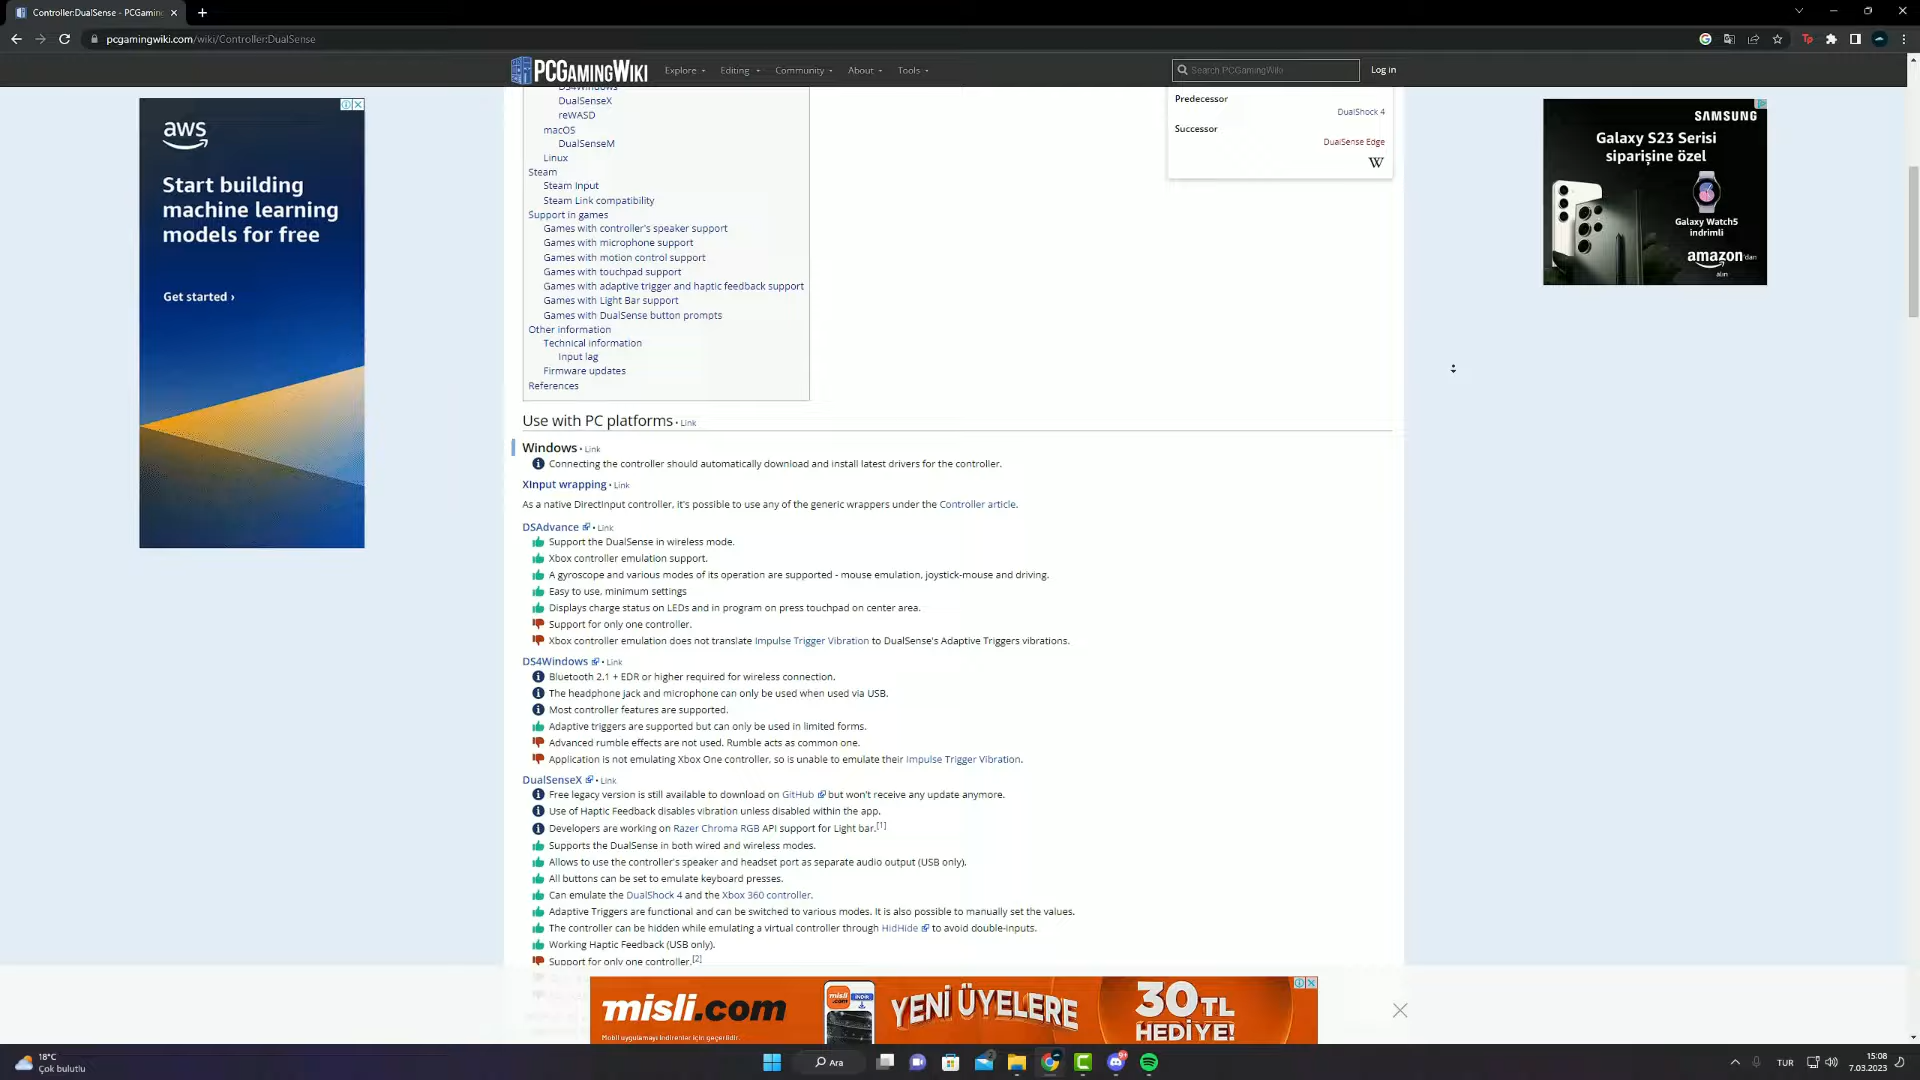 Controller:DualSense - PCGamin
pcgamingwiki.com/wiki/Controller:DualSense
PCGamingWiki
Explore
Editing
Community
About
Tools
Search PCGamingWiki
Log in
aws
Start building
machine learning
models for free
Get started ›
DS4Windows
DualSenseX
reWASD
macOS
DualSenseM
Linux
Steam
Steam Input
Steam Link compatibility
Support in games
Games with controller's speaker support
Games with microphone support
Games with motion control support
Games with touchpad support
Games with adaptive trigger and haptic feedback support
Games with Light Bar support
Games with DualSense button prompts
Other information
Technical information
Input lag
Firmware updates
References
Predecessor
DualShock 4
Successor
DualSense Edge
W
SAMSUNG
Galaxy S23 Serisi
siparişine özel
Galaxy Watch5
indirimli
amazon'dan
alın
Use with PC platforms · Link
Windows · Link
Connecting the controller should automatically download and install latest drivers for the controller.
XInput wrapping · Link
As a native DirectInput controller, it's possible to use any of the generic wrappers under the Controller article.
DSAdvance · Link
Support the DualSense in wireless mode.
Xbox controller emulation support.
A gyroscope and various modes of its operation are supported - mouse emulation, joystick-mouse and driving.
Easy to use, minimum settings
Displays charge status on LEDs and in program on press touchpad on center area.
Support for only one controller.
Xbox controller emulation does not translate Impulse Trigger Vibration to DualSense's Adaptive Triggers vibrations.
DS4Windows · Link
Bluetooth 2.1 + EDR or higher required for wireless connection.
The headphone jack and microphone can only be used when used via USB.
Most controller features are supported.
Adaptive triggers are supported but can only be used in limited forms.
Advanced rumble effects are not used. Rumble acts as common one.
Application is not emulating Xbox One controller, so is unable to emulate their Impulse Trigger Vibration.
DualSenseX · Link
Free legacy version is still available to download on GitHub but won't receive any update anymore.
Use of Haptic Feedback disables vibration unless disabled within the app.
Developers are working on Razer Chroma RGB API support for Light bar.[1]
Supports the DualSense in both wired and wireless modes.
Allows to use the controller's speaker and headset port as separate audio output (USB only).
All buttons can be set to emulate keyboard presses.
Can emulate the DualShock 4 and the Xbox 360 controller.
Adaptive Triggers are functional and can be switched to various modes. It is also possible to manually set the values.
The controller can be hidden while emulating a virtual controller through HidHide to avoid double-inputs.
Working Haptic Feedback (USB only).
Support for only one controller.[2]
misli.com
Mobil uygulamayı indirenler için geçerlidir.
misli
İNDİR
YENİ ÜYELERE
30TL
HEDİYE!
18°C
Çok bulutlu
Ara
TUR
15:08
7.03.2023